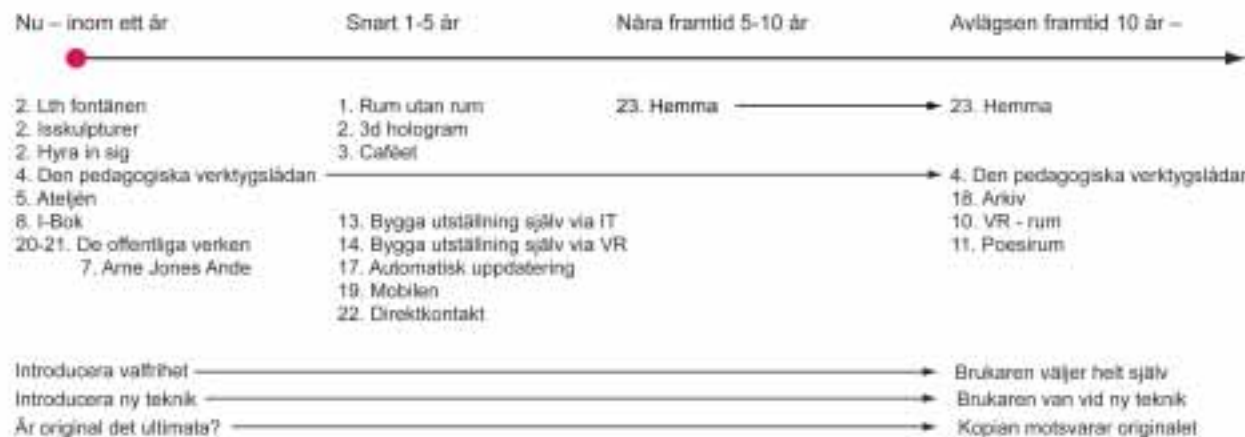 Nu – inom ett år
Snart 1-5 år
Nära framtid 5-10 år
Avlägsen framtid 10 år –
2. Lth fontänen
2. Isskulpturer
2. Hyra in sig
4. Den pedagogiska verktygslådan
5. Ateljén
8. I-Bok
20-21. De offentliga verken
7. Arne Jones Ande
1. Rum utan rum
2. 3d hologram
3. Caféet
13. Bygga utställning själv via IT
14. Bygga utställning själv via VR
17. Automatisk uppdatering
19. Mobilen
22. Direktkontakt
23. Hemma
23. Hemma
4. Den pedagogiska verktygslådan
18. Arkiv
10. VR - rum
11. Poesirum
Introducera valfrihet
Brukaren väljer helt själv
Introducera ny teknik
Brukaren van vid ny teknik
Är original det ultimata?
Kopian motsvarar originalet